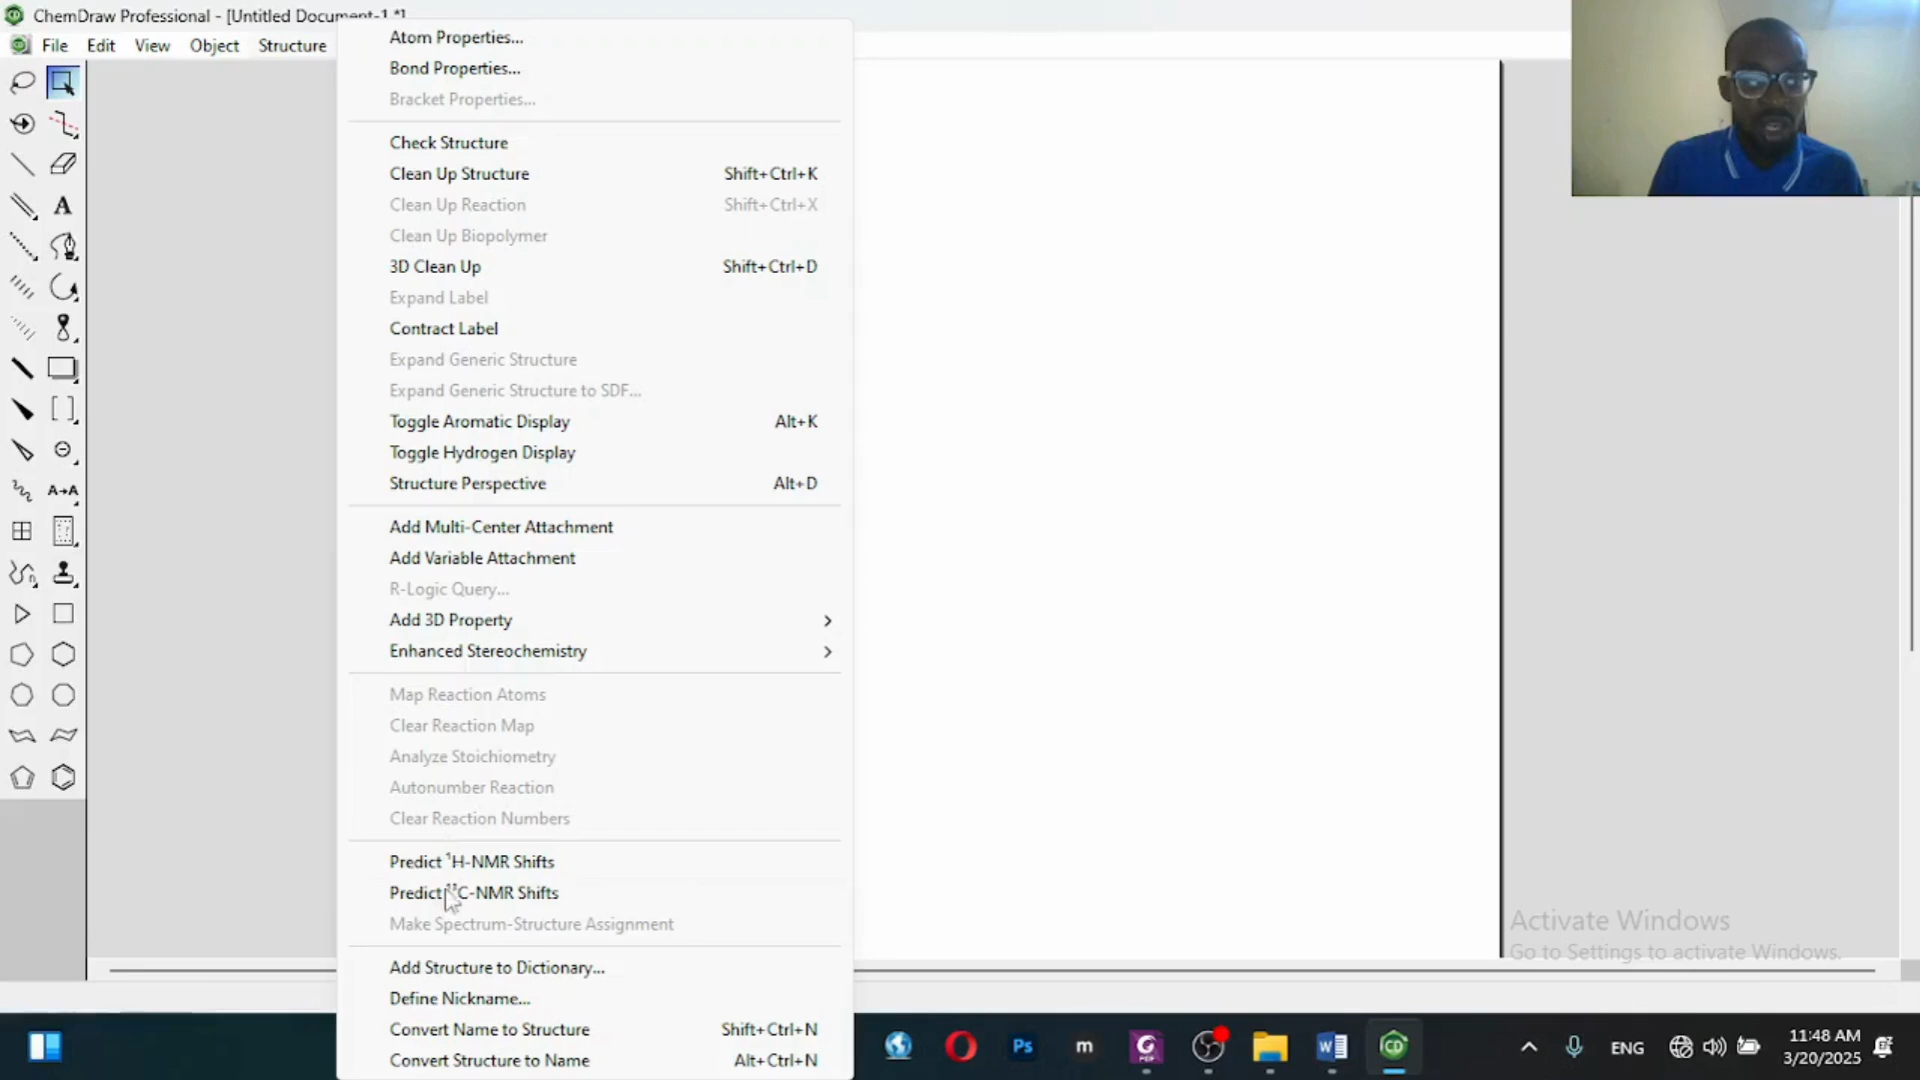 ChemDraw Professional - [Untitled Document-1 *]
File Edit View Object Structure
Atom Properties...
Bond Properties...
Bracket Properties...
Check Structure
Clean Up Structure Shift+Ctrl+K
Clean Up Reaction Shift+Ctrl+X
Clean Up Biopolymer
3D Clean Up Shift+Ctrl+D
Expand Label
Contract Label
Expand Generic Structure
Expand Generic Structure to SDF...
Toggle Aromatic Display Alt+K
Toggle Hydrogen Display
Structure Perspective Alt+D
Add Multi-Center Attachment
Add Variable Attachment
R-Logic Query...
Add 3D Property
Enhanced Stereochemistry
Map Reaction Atoms
Clear Reaction Map
Analyze Stoichiometry
Autonumber Reaction
Clear Reaction Numbers
Predict ¹H-NMR Shifts
Predict ¹³C-NMR Shifts
Make Spectrum-Structure Assignment
Add Structure to Dictionary...
Define Nickname...
Convert Name to Structure Shift+Ctrl+N
Convert Structure to Name Alt+Ctrl+N
A
A→A
Activate Windows
Go to Settings to activate Windows.
Ps
m
W
CD
ENG
11:48 AM
3/20/2025